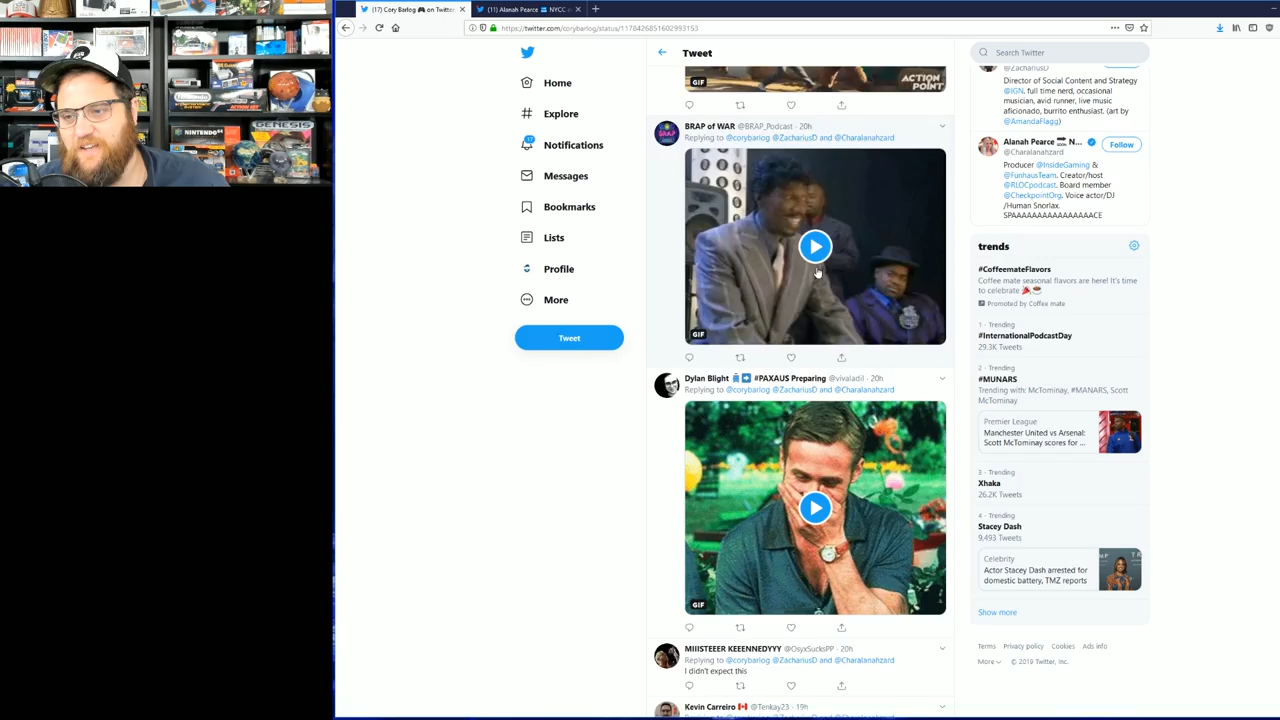 (17) Cory Barlog 🎮 on Twitter
(11) Alanah Pearce
NYCC
https://twitter.com/corybarlog/status/1178426851602993153
NINTENDO 64
GENESIS
Home
Explore
17
Notifications
Messages
Bookmarks
Lists
Profile
More
Tweet
Tweet
ACTION
POINT
GIF
BRAP of WAR @BRAP_Podcast · 20h
Replying to @corybarlog @ZachariusD and @Charalanahzard
GIF
Dylan Blight #PAXAUS Preparing @vivaladil · 20h
Replying to @corybarlog @ZachariusD and @Charalanahzard
GIF
MIIISTEEER KEEENNEDYYY @OsyxSucksPP · 20h
Replying to @corybarlog @ZachariusD and @Charalanahzard
I didn't expect this
Kevin Carreiro 🇨🇦 @Tenkay23 · 19h
Replying to @corybarlog @ZachariusD and @Charalanahzard
Search Twitter
@ZachariusD
Director of Social Content and Strategy
@IGN, full time nerd, occasional
musician, avid runner, live music
aficionado, burrito enthusiast. (art by
@AmandaFlagg)
Alanah Pearce N...
Follow
@Charalanahzard
Producer @InsideGaming &
@FunhausTeam. Creator/host
@RLOCpodcast. Board member
@CheckpointOrg. Voice actor/DJ
/Human Snorlax.
SPAAAAAAAAAAAAAAACE
trends
#CoffeemateFlavors
Coffee mate seasonal flavors are here! It's time
to celebrate 🎉☕
Promoted by Coffee mate
1 · Trending
#InternationalPodcastDay
29.3K Tweets
2 · Trending
#MUNARS
Trending with: McTominay, #MANARS, Scott
McTominay
Premier League
Manchester United vs Arsenal:
Scott McTominay scores for ...
3 · Trending
Xhaka
26.2K Tweets
4 · Trending
Stacey Dash
9,493 Tweets
Celebrity
Actor Stacey Dash arrested for
domestic battery, TMZ reports
Show more
Terms Privacy policy Cookies Ads info
More © 2019 Twitter, Inc.